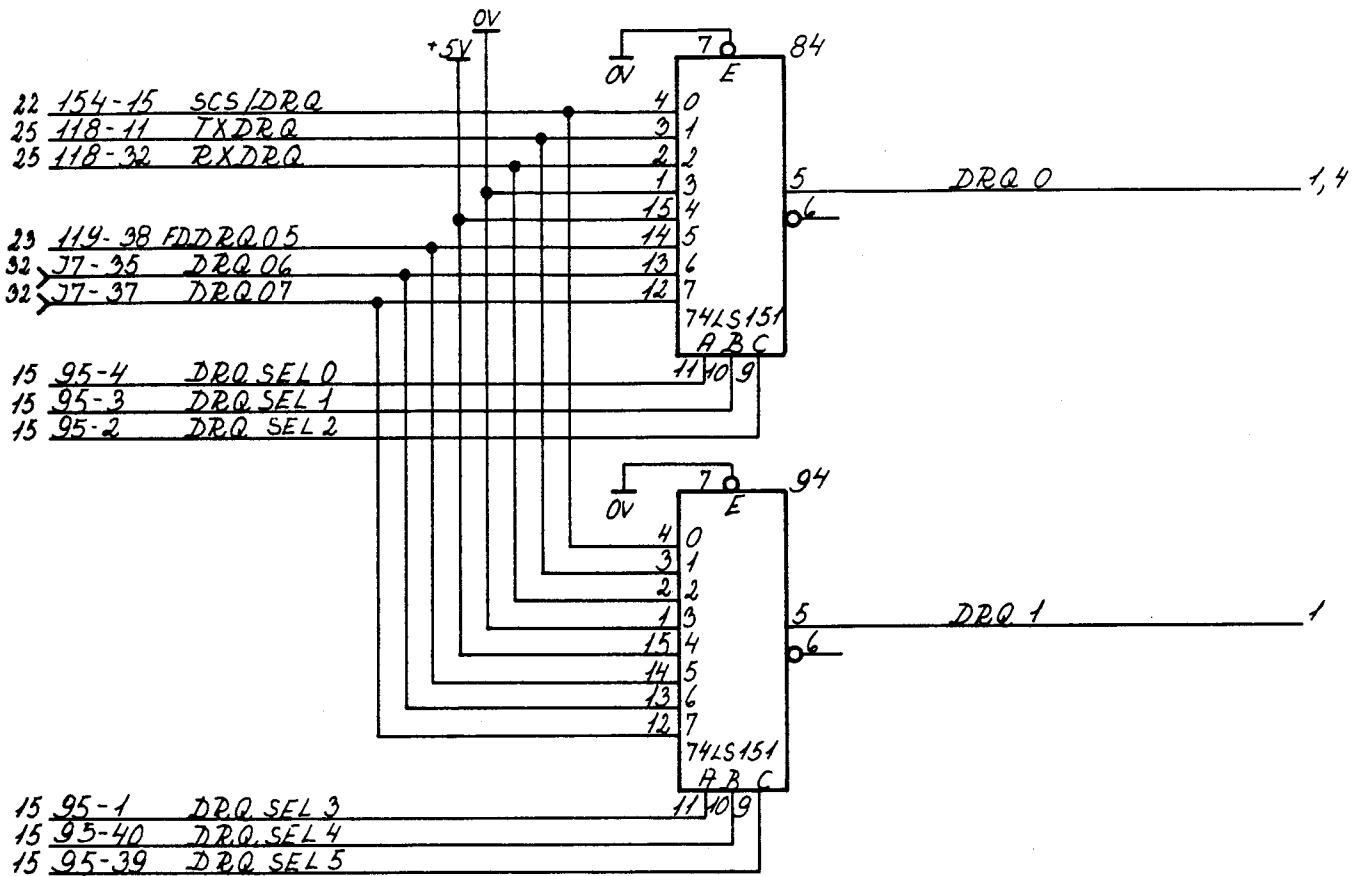 0V
+5V
7 84
0V E
22 154-15 SCS/DRQ 4 0
25 118-11 TXDRQ 3 1
25 118-32 RXDRQ 2 2
1 3 5 DRQ 0 1,4
15 4 6
23 119-38 FDDRQ05 14 5
32 J7-35 DRQ06 13 6
32 J7-37 DRQ07 12 7
74LS151
A B C
15 95-4 DRQ SEL 0 11 10 9
15 95-3 DRQ SEL 1
15 95-2 DRQ SEL 2
7 94
0V E
4 0
3 1
2 2
1 3 5 DRQ 1 1
15 4 6
14 5
13 6
12 7
74LS151
A B C
15 95-1 DRQ SEL 3 11 10 9
15 95-40 DRQ SEL 4
15 95-39 DRQ SEL 5